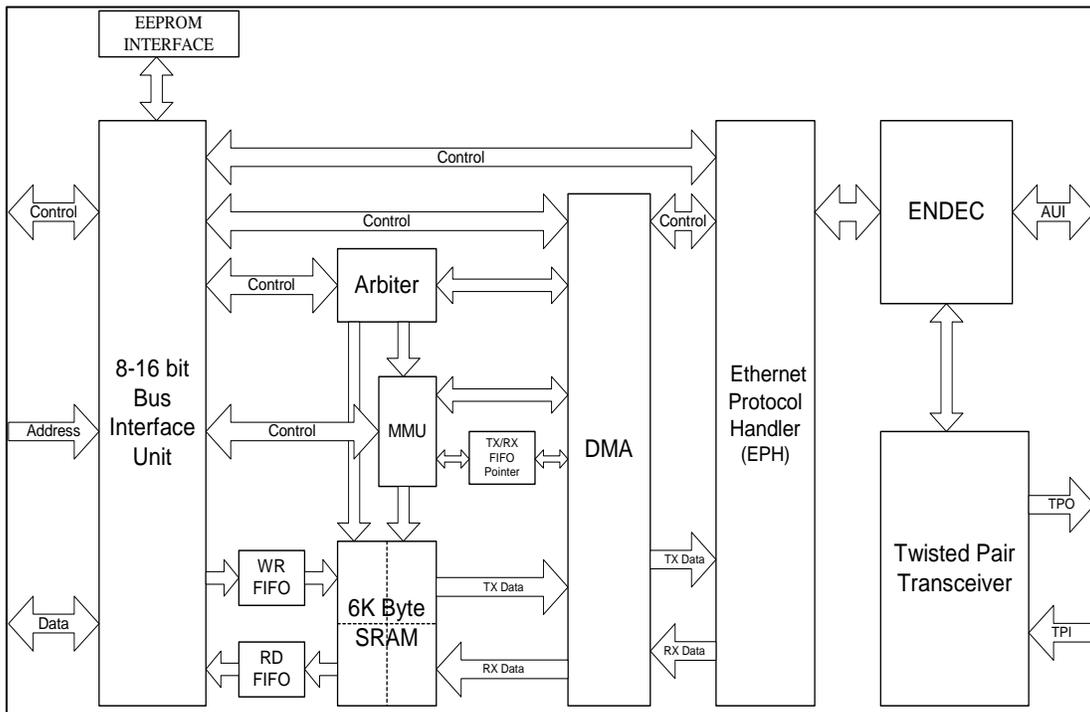 EEPROM
INTERFACE
Control
Control
Control
Control
AUI
ENDEC
Control
Arbiter
Control
8-16 bit
Bus
Interface
Unit
Address
Control
MMU
TX/RX
FIFO
Pointer
DMA
Ethernet
Protocol
Handler
(EPH)
TPO
Twisted Pair
Transceiver
TPI
WR
FIFO
6K Byte
SRAM
TX Data
TX Data
Data
RD
FIFO
RX Data
RX Data